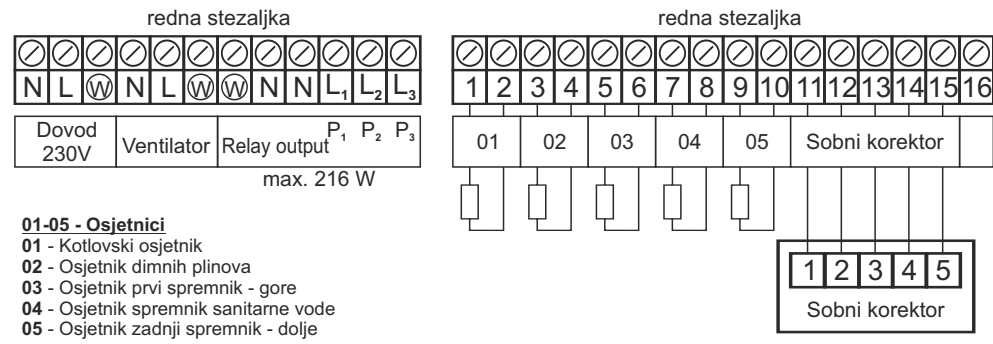 redna stezaljka
N L W N L W W N N L1 L2 L3
Dovod 230V
Ventilator
Relay output P1 P2 P3
max. 216 W
01-05 - Osjetnici
01 - Kotlovski osjetnik
02 - Osjetnik dimnih plinova
03 - Osjetnik prvi spremnik - gore
04 - Osjetnik spremnik sanitarne vode
05 - Osjetnik zadnji spremnik - dolje
redna stezaljka
1 2 3 4 5 6 7 8 9 10 11 12 13 14 15 16
01 02 03 04 05 Sobni korektor
1 2 3 4 5
Sobni korektor